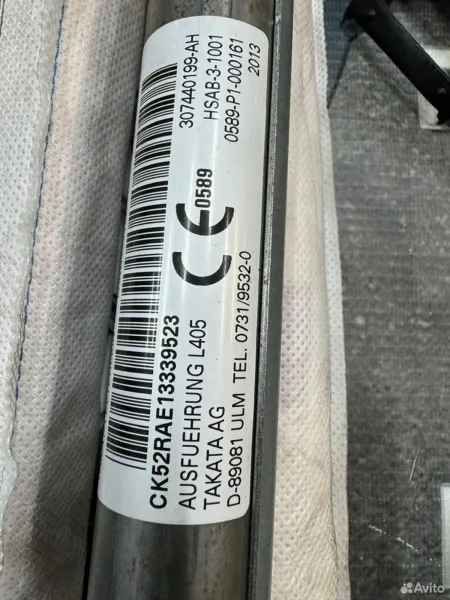 307440199-AH
HSAB-3-1001
0589-P1-000161
2013
CE 0589
CK52RAE13339523
AUSFUEHRUNG L405
TAKATA AG
D-89081 ULM TEL. 0731/9532-0
Avito